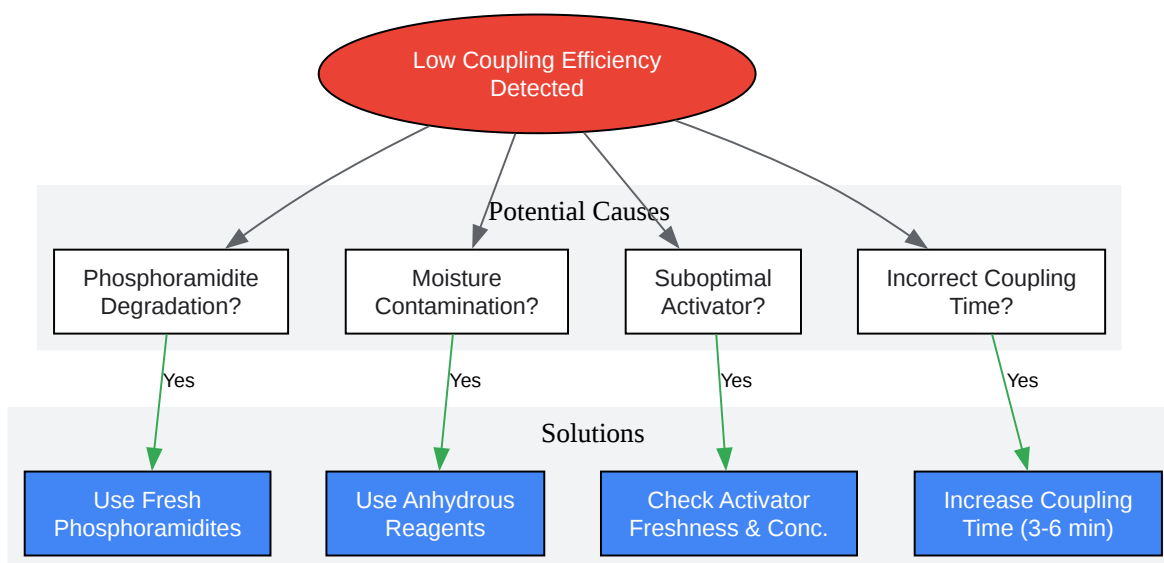 Low Coupling Efficiency
Detected
Potential Causes
Phosphoramidite
Degradation?
Moisture
Contamination?
Suboptimal
Activator?
Incorrect Coupling
Time?
Yes
Yes
Yes
Yes
Solutions
Use Fresh
Phosphoramidites
Use Anhydrous
Reagents
Check Activator
Freshness & Conc.
Increase Coupling
Time (3-6 min)